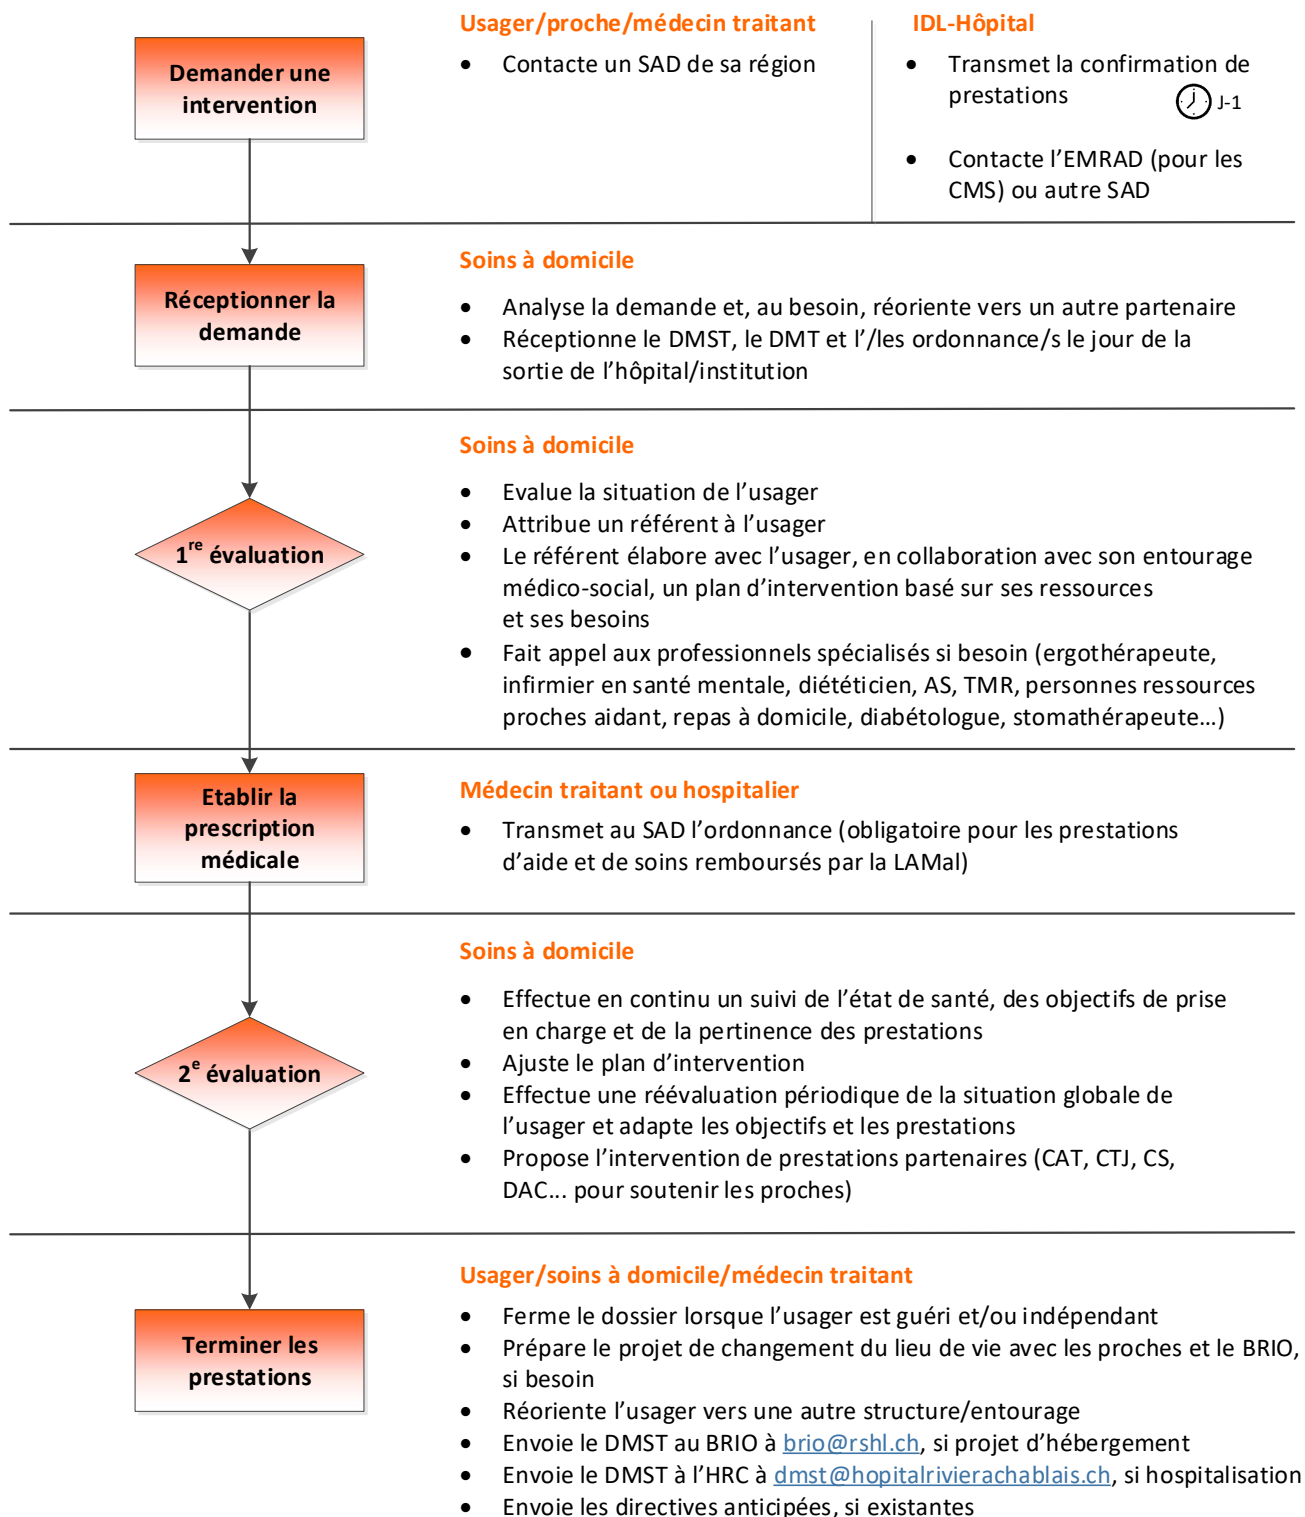 Demander une
intervention
Usager/proche/médecin traitant
• Contacte un SAD de sa région
IDL-Hôpital
• Transmet la confirmation de
prestations J-1
• Contacte l’EMRAD (pour les
CMS) ou autre SAD
Réceptionner la
demande
Soins à domicile
• Analyse la demande et, au besoin, réoriente vers un autre partenaire
• Réceptionne le DMST, le DMT et l’/les ordonnance/s le jour de la
sortie de l’hôpital/institution
1re évaluation
Soins à domicile
• Evalue la situation de l’usager
• Attribue un référent à l’usager
• Le référent élabore avec l’usager, en collaboration avec son entourage
médico-social, un plan d’intervention basé sur ses ressources
et ses besoins
• Fait appel aux professionnels spécialisés si besoin (ergothérapeute,
infirmier en santé mentale, diététicien, AS, TMR, personnes ressources
proches aidant, repas à domicile, diabétologue, stomathérapeute…)
Etablir la
prescription
médicale
Médecin traitant ou hospitalier
• Transmet au SAD l’ordonnance (obligatoire pour les prestations
d’aide et de soins remboursés par la LAMal)
2e évaluation
Soins à domicile
• Effectue en continu un suivi de l’état de santé, des objectifs de prise
en charge et de la pertinence des prestations
• Ajuste le plan d’intervention
• Effectue une réévaluation périodique de la situation globale de
l’usager et adapte les objectifs et les prestations
• Propose l’intervention de prestations partenaires (CAT, CTJ, CS,
DAC... pour soutenir les proches)
Terminer les
prestations
Usager/soins à domicile/médecin traitant
• Ferme le dossier lorsque l’usager est guéri et/ou indépendant
• Prépare le projet de changement du lieu de vie avec les proches et le BRIO,
si besoin
• Réoriente l’usager vers une autre structure/entourage
• Envoie le DMST au BRIO à brio@rshl.ch, si projet d’hébergement
• Envoie le DMST à l’HRC à dmst@hopitalrivierachablais.ch, si hospitalisation
• Envoie les directives anticipées, si existantes